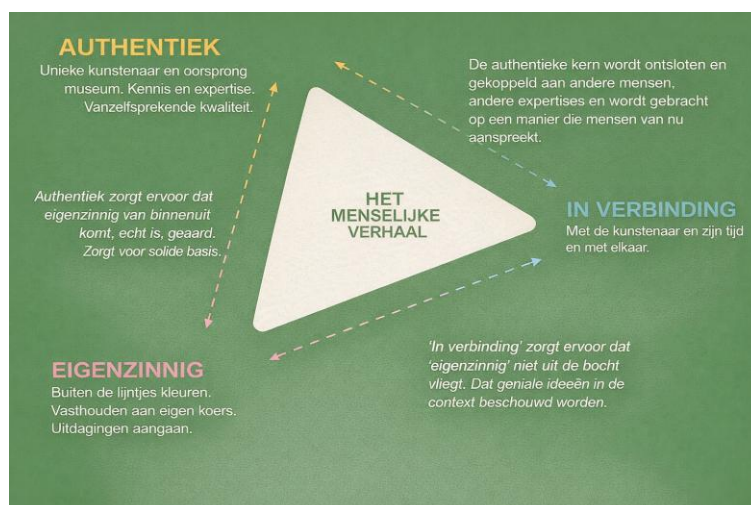 AUTHENTIEK
Unieke kunstenaar en oorsprong
museum. Kennis en expertise.
Vanzelfsprekende kwaliteit.
De authentieke kern wordt ontsloten en
gekoppeld aan andere mensen,
andere expertises en wordt gebracht
op een manier die mensen van nu
aanspreekt.
Authentiek zorgt ervoor dat
eigenzinnig van binnenuit
komt, echt is, geaard.
Zorgt voor solide basis.
HET
MENSELIJKE
VERHAAL
IN VERBINDING
Met de kunstenaar en zijn tijd
en met elkaar.
EIGENZINNIG
Buiten de lijntjes kleuren.
Vasthouden aan eigen koers.
Uitdagingen aangaan.
'In verbinding' zorgt ervoor dat
'eigenzinnig' niet uit de bocht
vliegt. Dat geniale ideeën in de
context beschouwd worden.